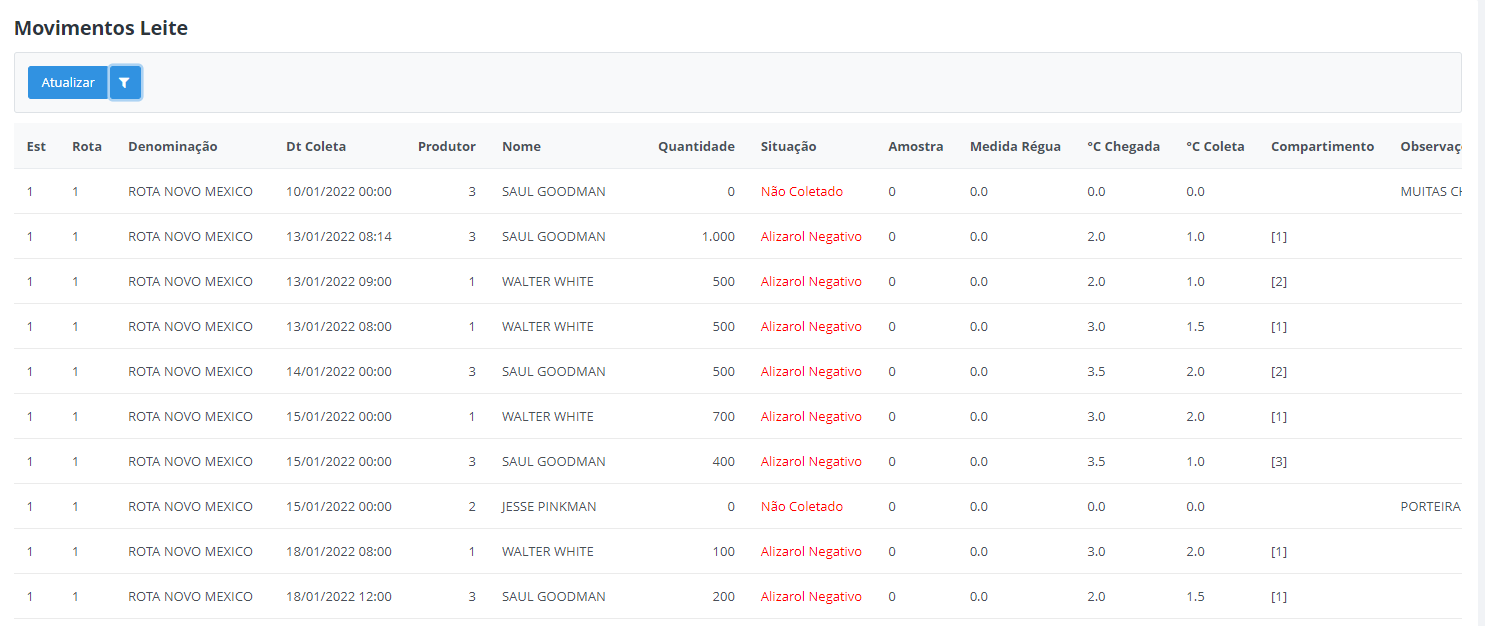 Movimentos Leite
Atualizar
Est Rota Denominação Dt Coleta Produtor Nome Quantidade Situação Amostra Medida Régua °C Chegada °C Coleta Compartimento
1 1 ROTA NOVO MEXICO 10/01/2022 00:00 3 SAUL GOODMAN 0 Não Coletado 0 0.0 0.0 0.0 MUITAS
1 1 ROTA NOVO MEXICO 13/01/2022 08:14 3 SAUL GOODMAN 1.000 Alizarol Negativo 0 0.0 2.0 1.0 [1]
1 1 ROTA NOVO MEXICO 13/01/2022 09:00 1 WALTER WHITE 500 Alizarol Negativo 0 0.0 2.0 1.0 [2]
1 1 ROTA NOVO MEXICO 13/01/2022 08:00 1 WALTER WHITE 500 Alizarol Negativo 0 0.0 3.0 1.5 [1]
1 1 ROTA NOVO MEXICO 14/01/2022 00:00 3 SAUL GOODMAN 500 Alizarol Negativo 0 0.0 3.5 2.0 [2]
1 1 ROTA NOVO MEXICO 15/01/2022 00:00 1 WALTER WHITE 700 Alizarol Negativo 0 0.0 3.0 2.0 [1]
1 1 ROTA NOVO MEXICO 15/01/2022 00:00 3 SAUL GOODMAN 400 Alizarol Negativo 0 0.0 3.5 1.0 [3]
1 1 ROTA NOVO MEXICO 15/01/2022 00:00 2 JESSE PINKMAN 0 Não Coletado 0 0.0 0.0 0.0 PORTEIRA
1 1 ROTA NOVO MEXICO 18/01/2022 08:00 1 WALTER WHITE 100 Alizarol Negativo 0 0.0 3.0 2.0 [1]
1 1 ROTA NOVO MEXICO 18/01/2022 12:00 3 SAUL GOODMAN 200 Alizarol Negativo 0 0.0 2.0 1.5 [1]